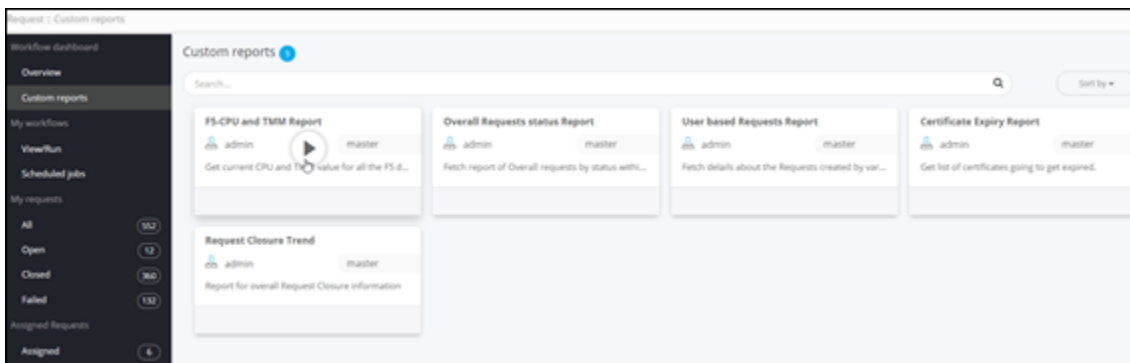 Request :: Custom reports
Workflow dashboard
Overview
Custom reports
My workflows
View/Run
Scheduled jobs
My requests
All 552
Open 12
Closed 360
Failed 132
Assigned Requests
Assigned 6
Custom reports 5
Search...
Sort by
F5-CPU and TMM Report
admin master
Get current CPU and TMM value for all the F5 d...
Overall Requests status Report
admin master
Fetch report of Overall requests by status withi...
User based Requests Report
admin master
Fetch details about the Requests created by var...
Certificate Expiry Report
admin master
Get list of certificates going to get expired.
Request Closure Trend
admin master
Report for overall Request Closure information